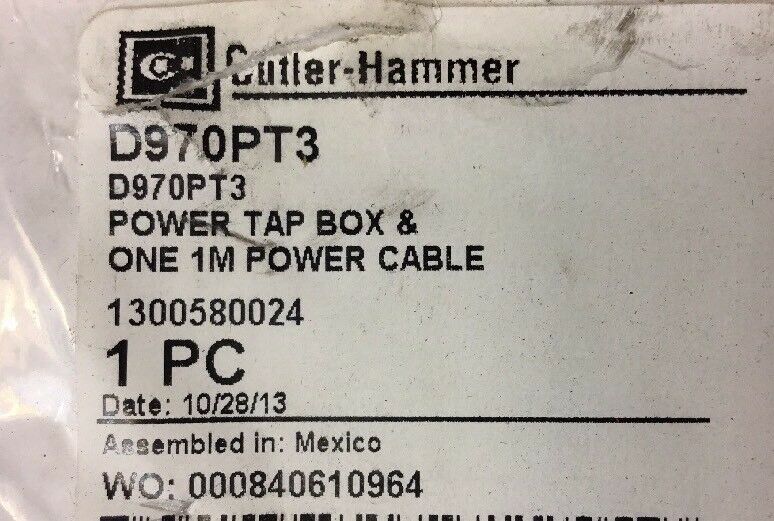 Cutler-Hammer
D970PT3
D970PT3
POWER TAP BOX &
ONE 1M POWER CABLE
1300580024
1 PC
Date: 10/28/13
Assembled in: Mexico
WO: 000840610964